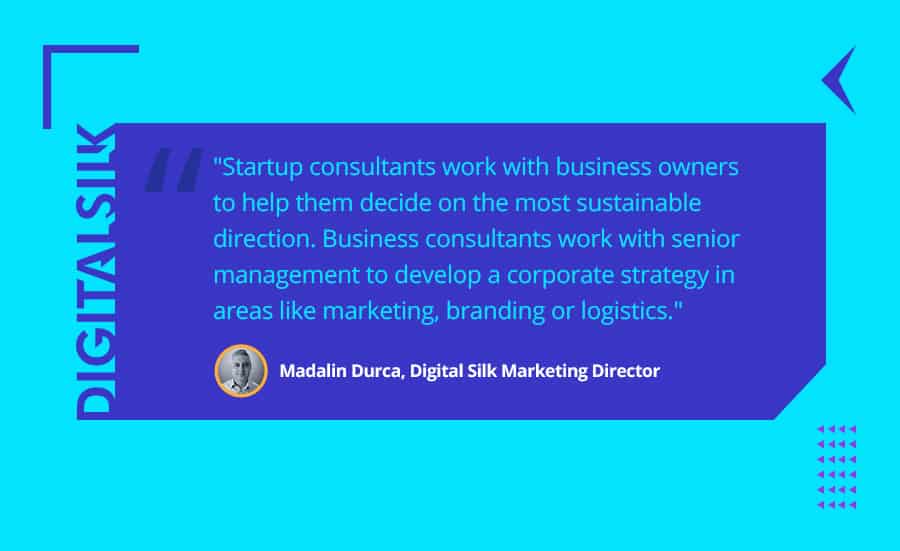 DIGITALSILK
"Startup consultants work with business owners
to help them decide on the most sustainable
direction. Business consultants work with senior
management to develop a corporate strategy in
areas like marketing, branding or logistics."
Madalin Durca, Digital Silk Marketing Director